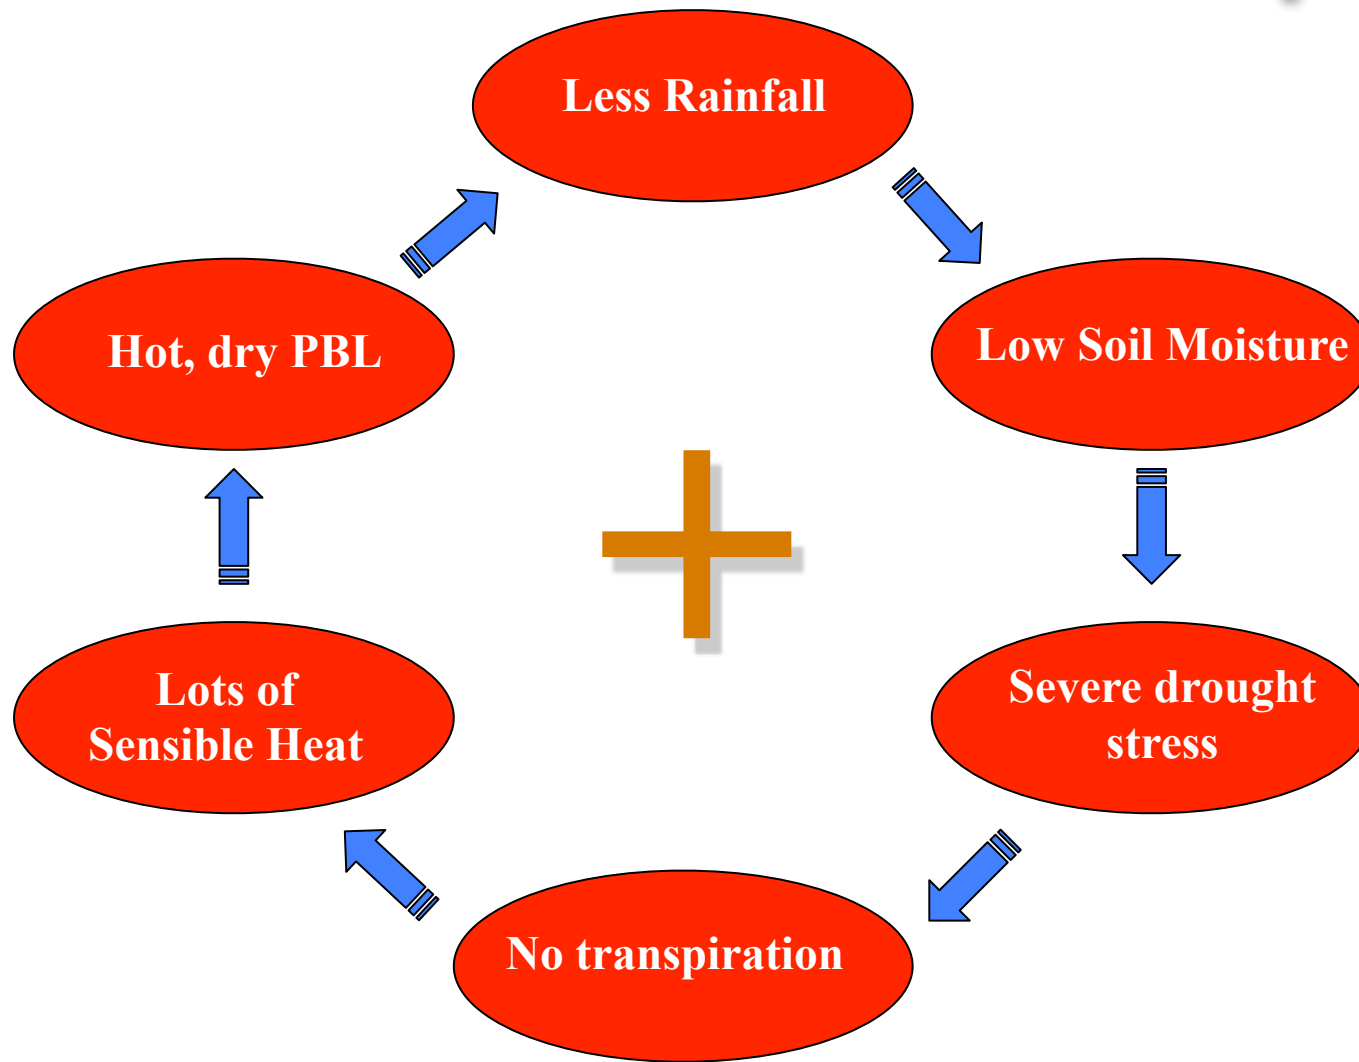 Less Rainfall
Low Soil Moisture
Severe drought
stress
No transpiration
Lots of
Sensible Heat
Hot, dry PBL